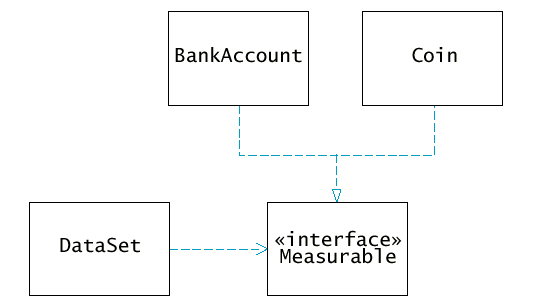 BankAccount
Coin
DataSet
«interface»
Measurable